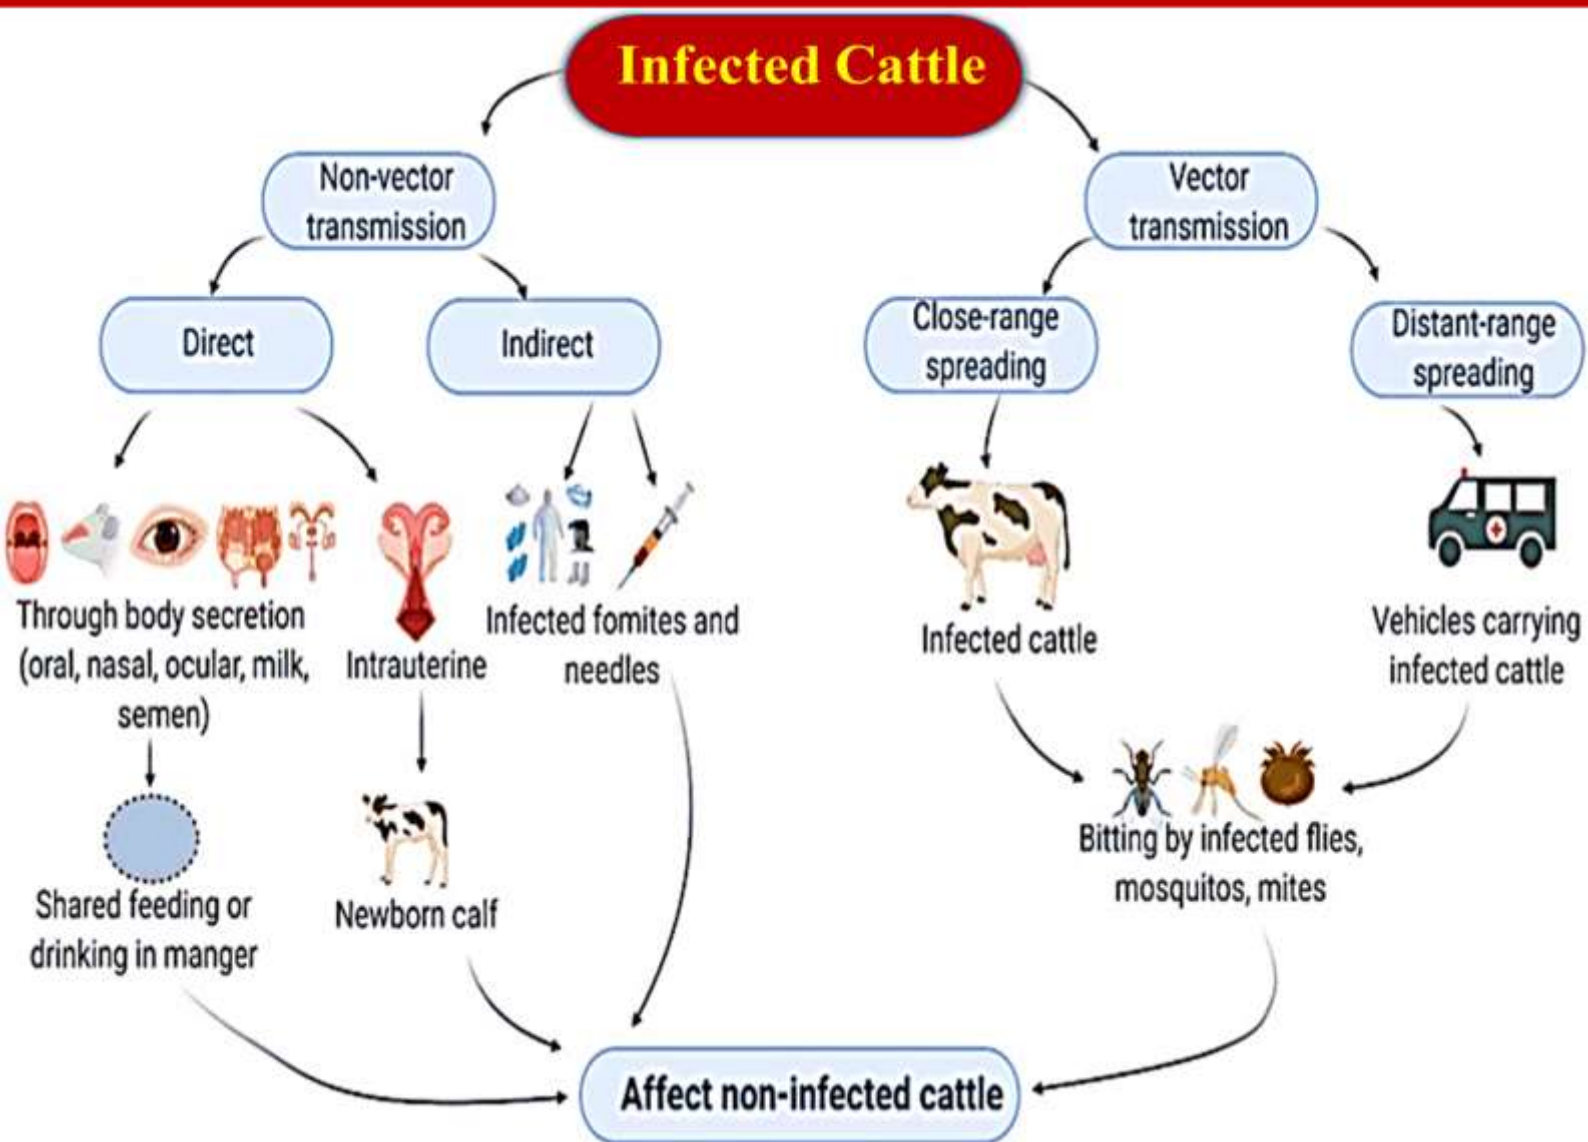 Infected Cattle
Non-vector
transmission
Vector
transmission
Direct
Indirect
Close-range
spreading
Distant-range
spreading
Through body secretion
(oral, nasal, ocular, milk,
semen)
Intrauterine
Infected fomites and
needles
Infected cattle
Vehicles carrying
infected cattle
Shared feeding or
drinking in manger
Newborn calf
Bitting by infected flies,
mosquitos, mites
Affect non-infected cattle